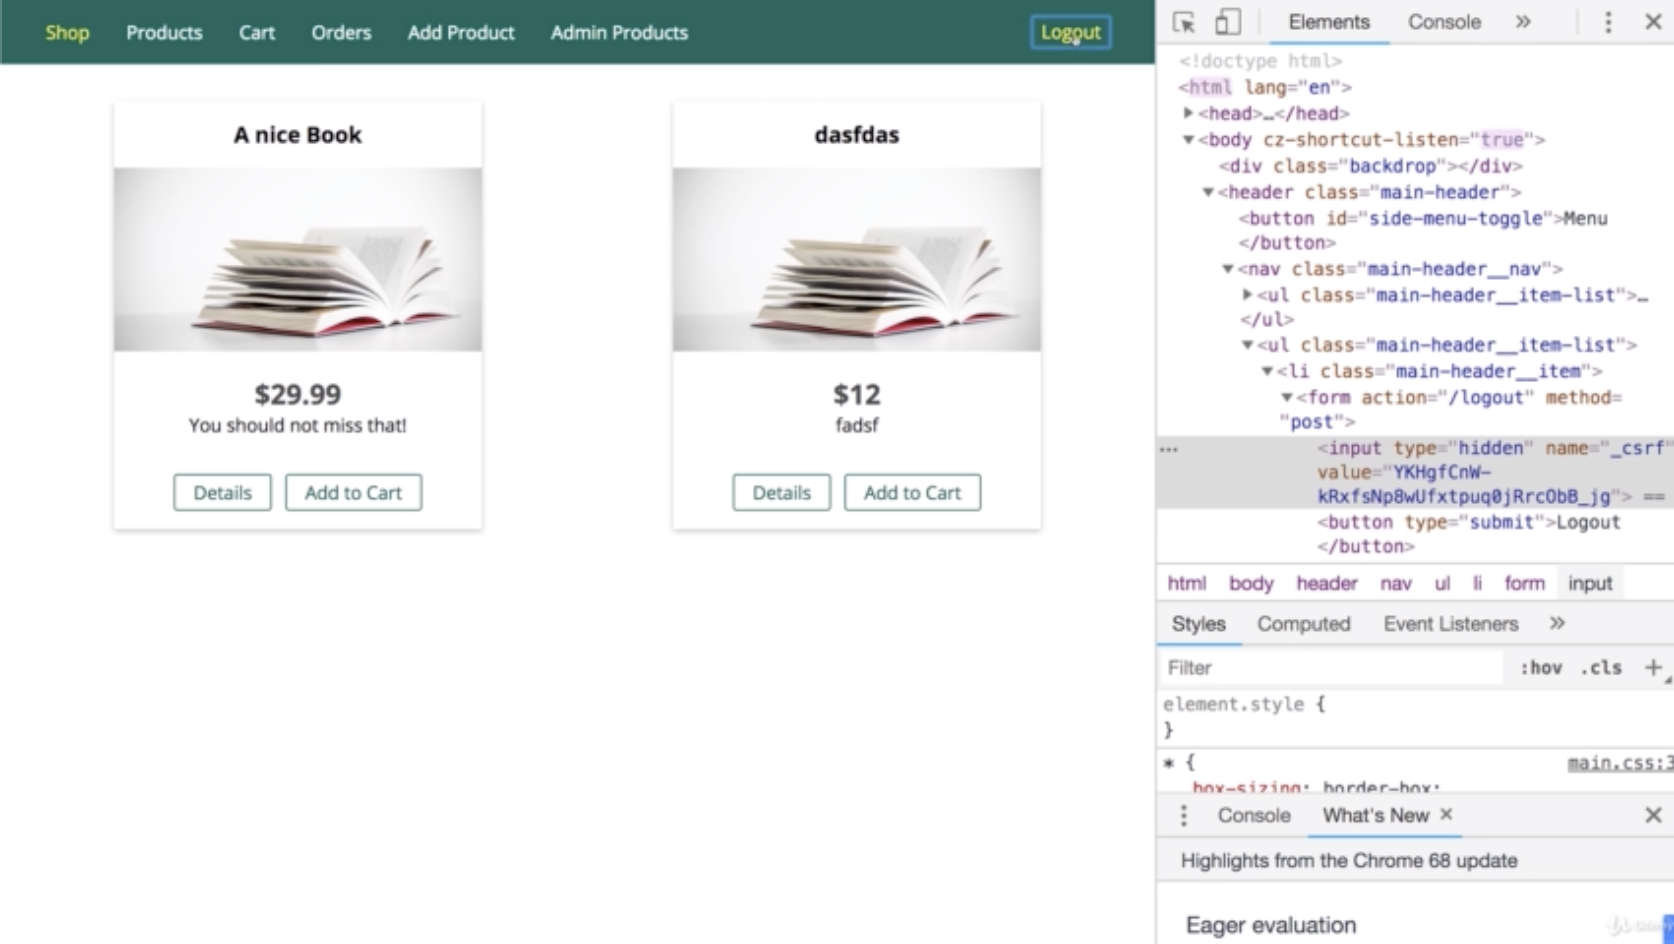 Shop Products Cart Orders Add Product Admin Products Logout
A nice Book
$29.99
You should not miss that!
Details Add to Cart
dasfdas
$12
fadsf
Details Add to Cart
Elements Console »
<!doctype html>
<html lang="en">
<head>…</head>
<body cz-shortcut-listen="true">
<div class="backdrop"></div>
<header class="main-header">
<button id="side-menu-toggle">Menu
</button>
<nav class="main-header__nav">
<ul class="main-header__item-list">…
</ul>
<ul class="main-header__item-list">
<li class="main-header__item">
<form action="/logout" method=
"post">
<input type="hidden" name="_csrf"
value="YKHgfCnW-
kRxfsNp8wUfxtpuq0jRrcObB_jg"> ==
<button type="submit">Logout
</button>
html body header nav ul li form input
Styles Computed Event Listeners »
Filter :hov .cls +
element.style {
}
* { main.css:3
box-sizing: border-box;
Console What's New ×
Highlights from the Chrome 68 update
Eager evaluation